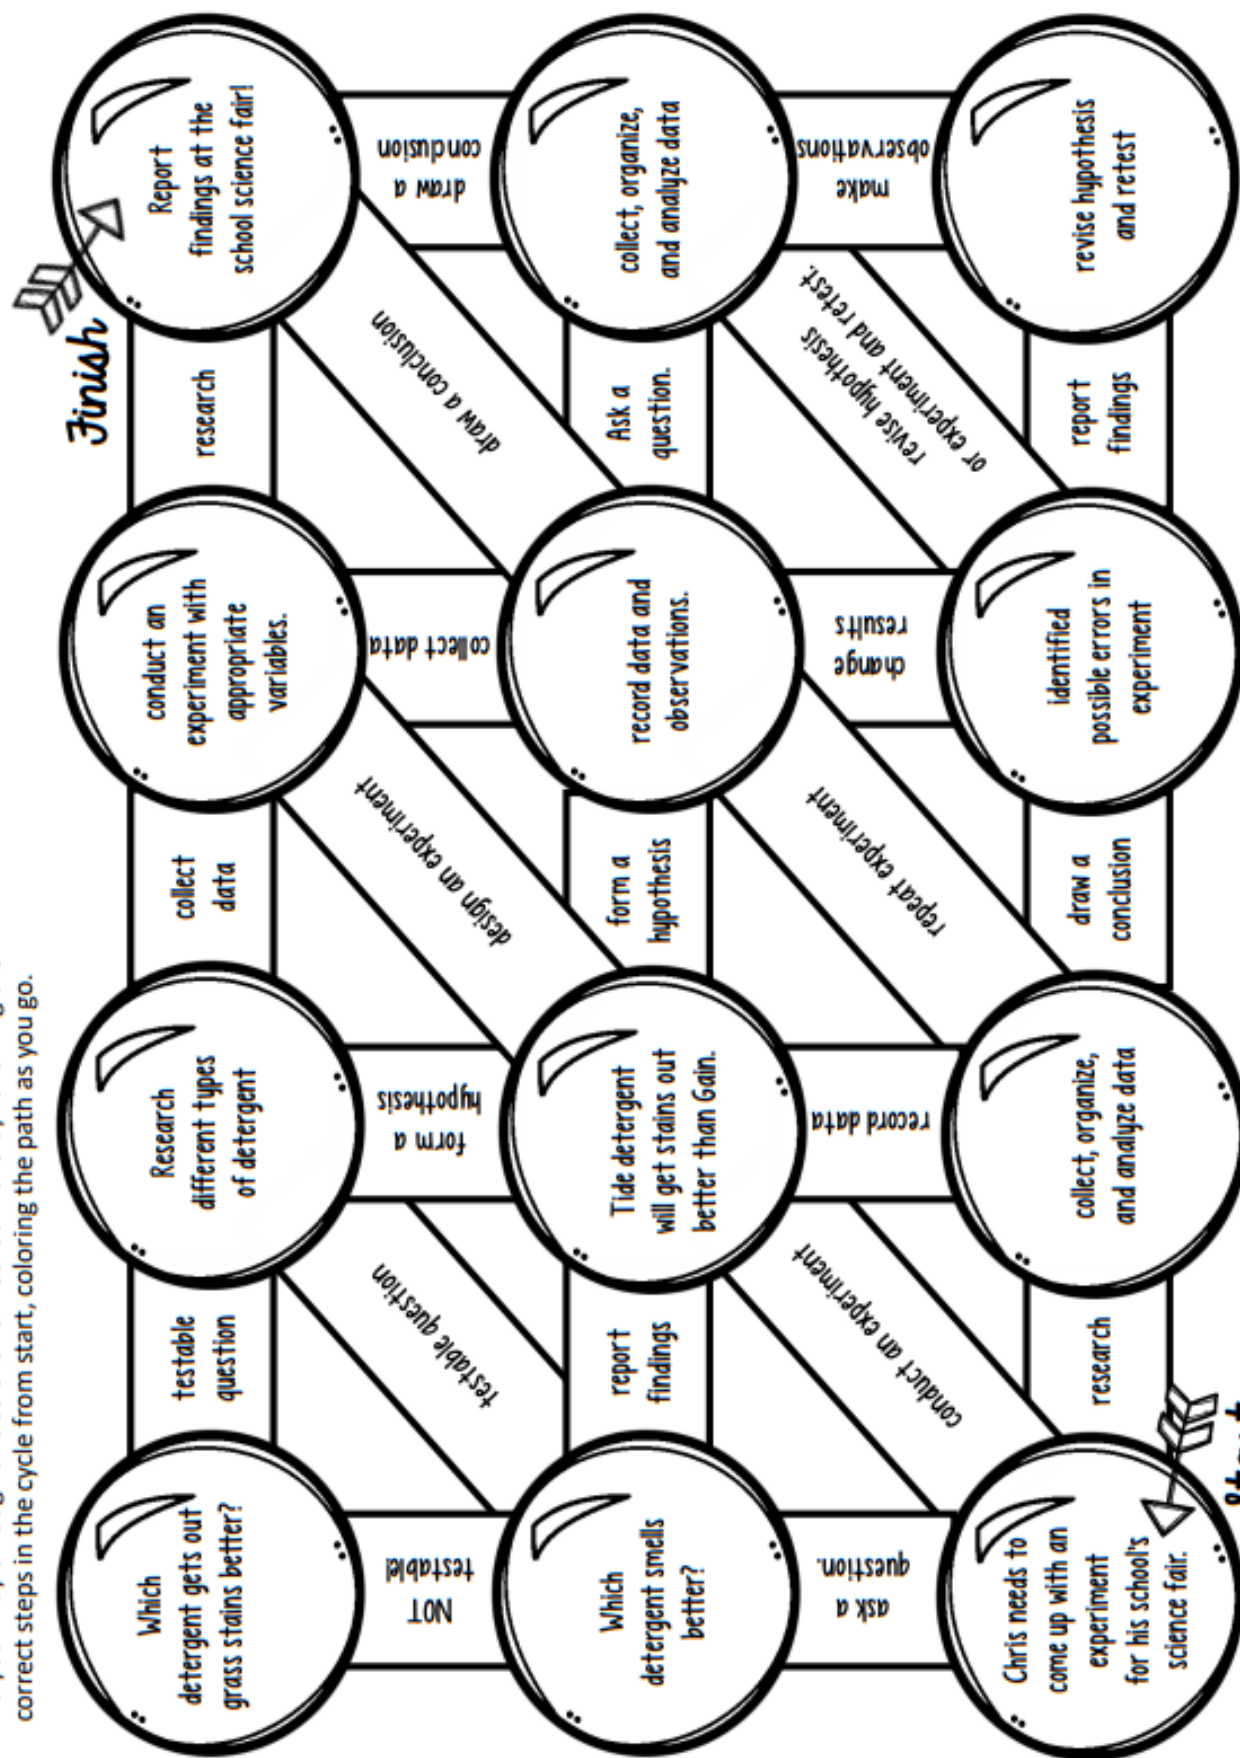 correct steps in the cycle from start, coloring the path as you go.
Finish
Which
detergent gets out
grass stains better?
testable
question
Research
different types
of detergent
collect
data
conduct an
experiment with
appropriate
variables.
research
Report
findings at the
school science fair!
NOT
testable!
testable question
form a
hypothesis
design an experiment
collect data
draw a conclusion
draw a
conclusion
Which
detergent smells
better?
report
findings
Tide detergent
will get stains out
better than Gain.
form a
hypothesis
record data and
observations.
Ask a
question.
collect, organize,
and analyze data
ask a
question.
conduct an experiment
record data
repeat experiment
change
results
revise hypothesis
or experiment and retest.
make
observations
Chris needs to
come up with an
experiment
for his school's
science fair.
research
collect, organize,
and analyze data
draw a
conclusion
identified
possible errors in
experiment
report
findings
revise hypothesis
and retest